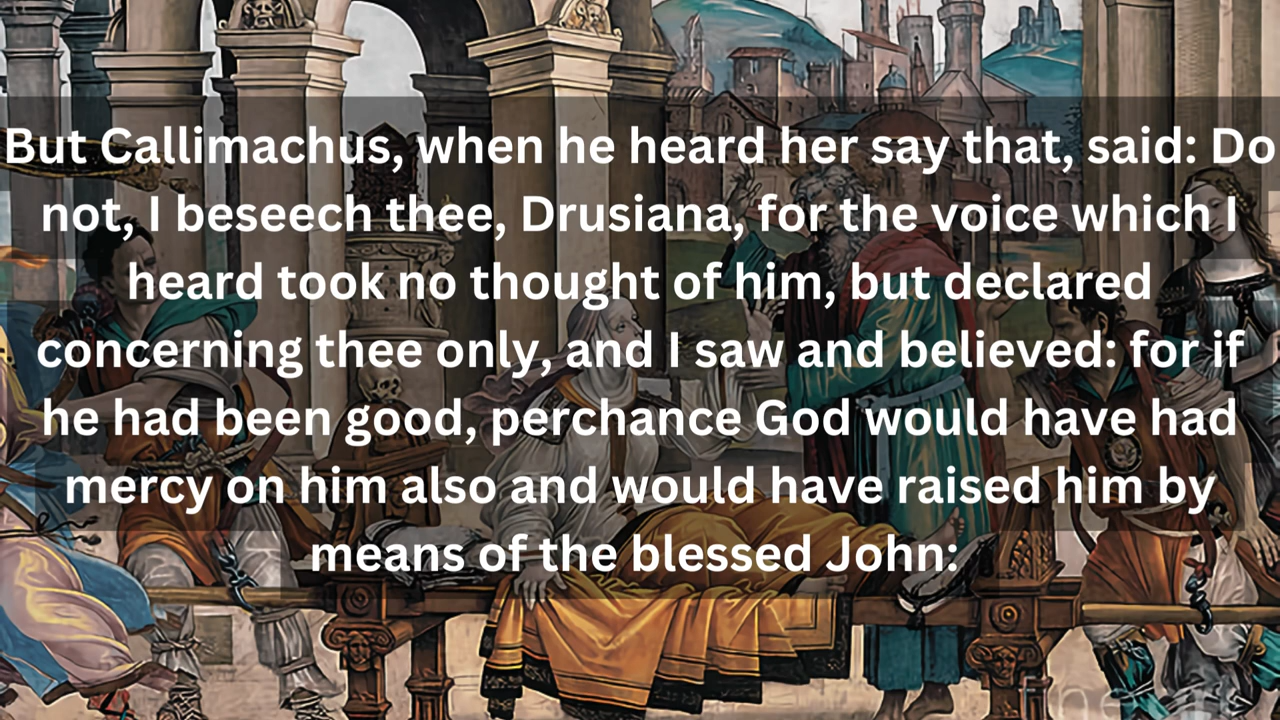 But Callimachus, when he heard her say that, said: Do
not, I beseech thee, Drusiana, for the voice which I
heard took no thought of him, but declared
concerning thee only, and I saw and believed: for if
he had been good, perchance God would have had
mercy on him also and would have raised him by
means of the blessed John: